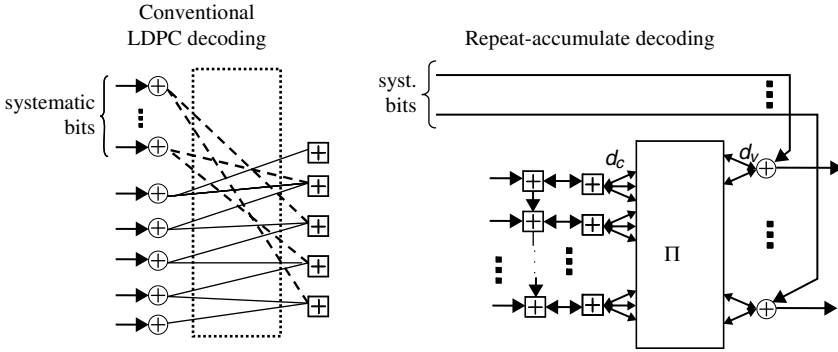 Conventional
LDPC decoding
systematic
bits
Repeat-accumulate decoding
syst.
bits
d_c
d_v
Π